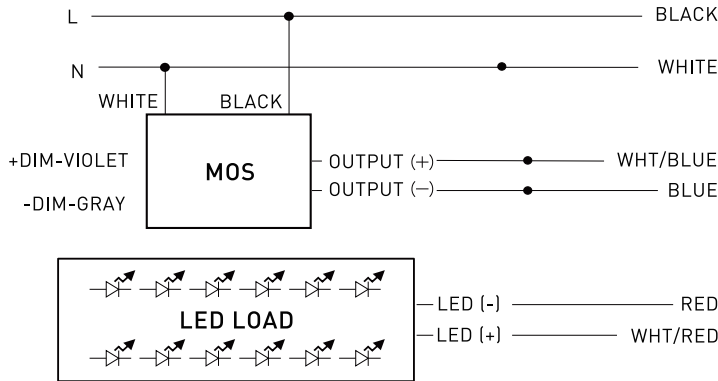 L BLACK
N WHITE
WHITE BLACK
+DIM-VIOLET
-DIM-GRAY
MOS
OUTPUT (+) WHT/BLUE
OUTPUT (−) BLUE
LED LOAD
LED (-) RED
LED (+) WHT/RED